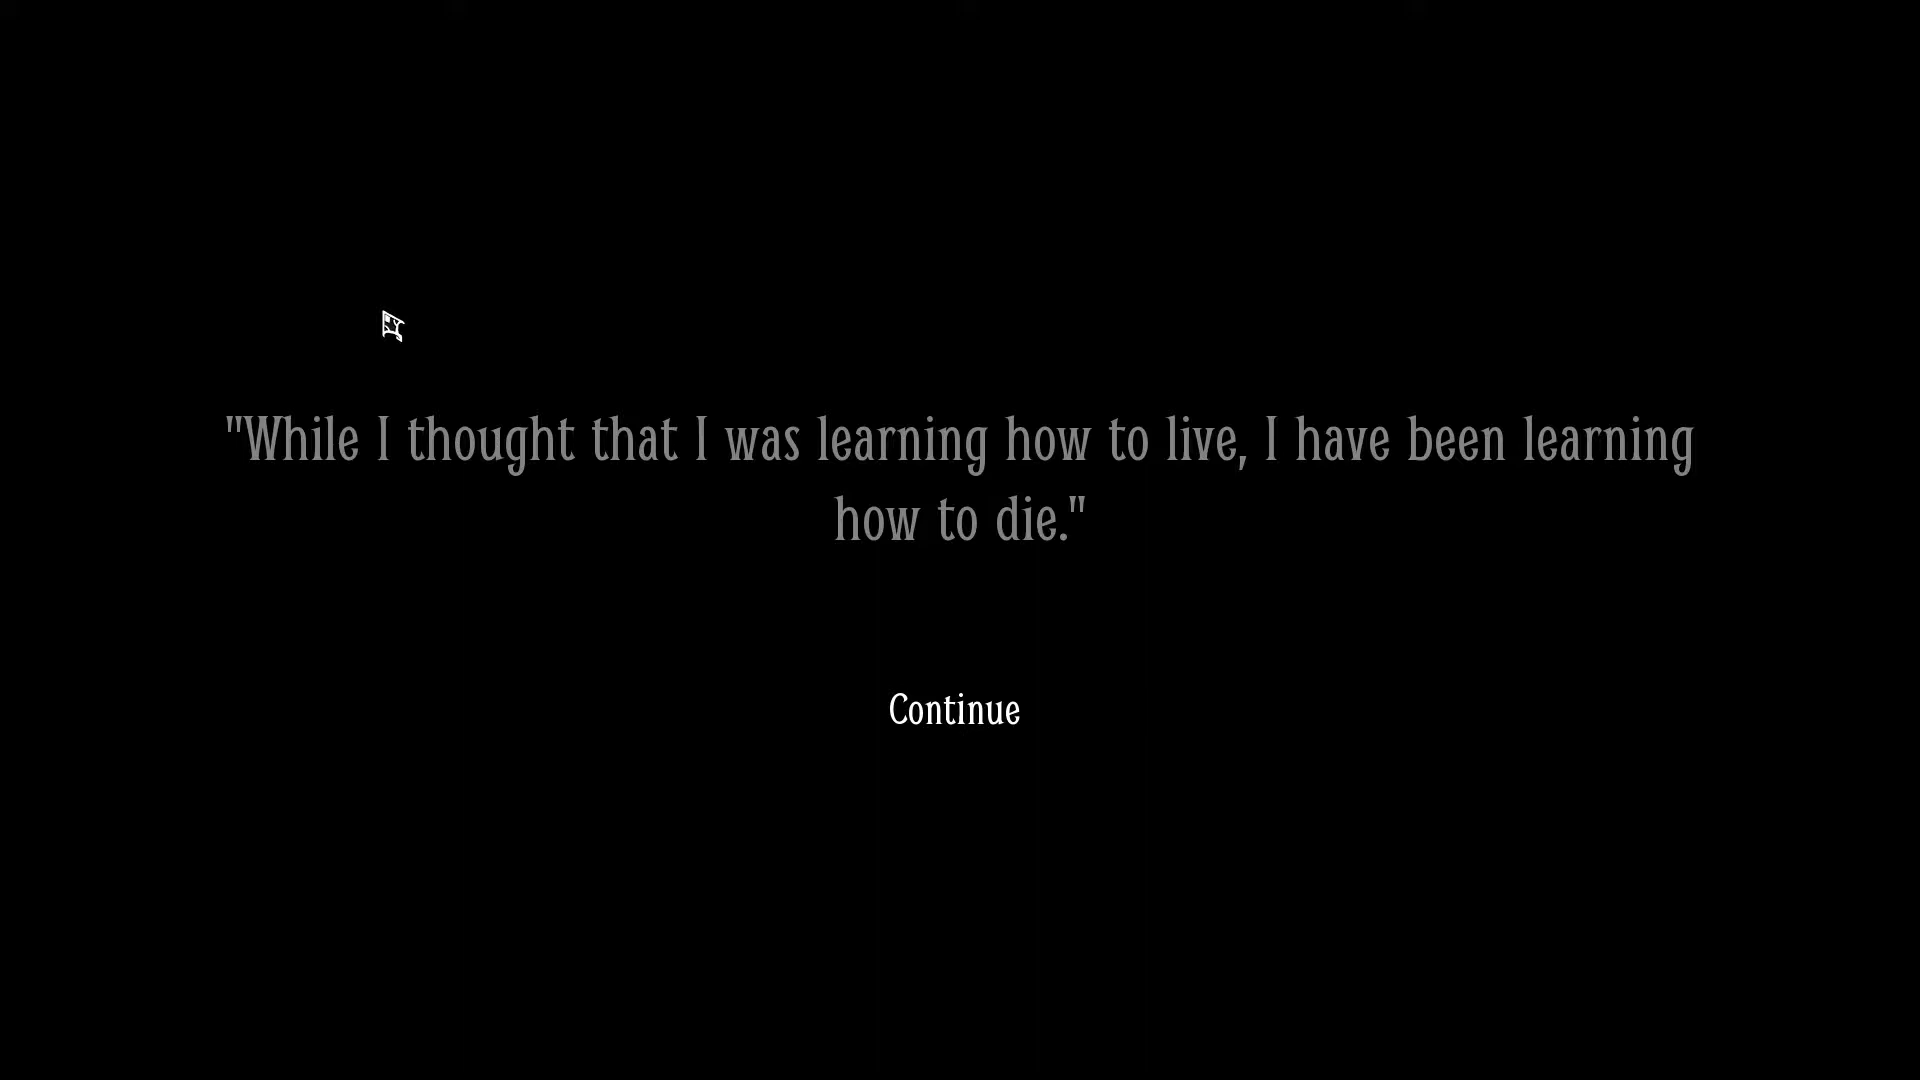 "While I thought that I was learning how to live, I have been learning
how to die."
Continue